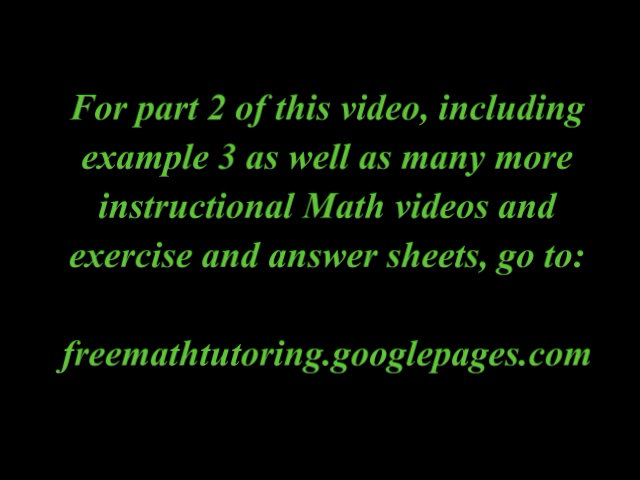 For part 2 of this video, including
example 3 as well as many more
instructional Math videos and
exercise and answer sheets, go to:
freemathtutoring.googlepages.com